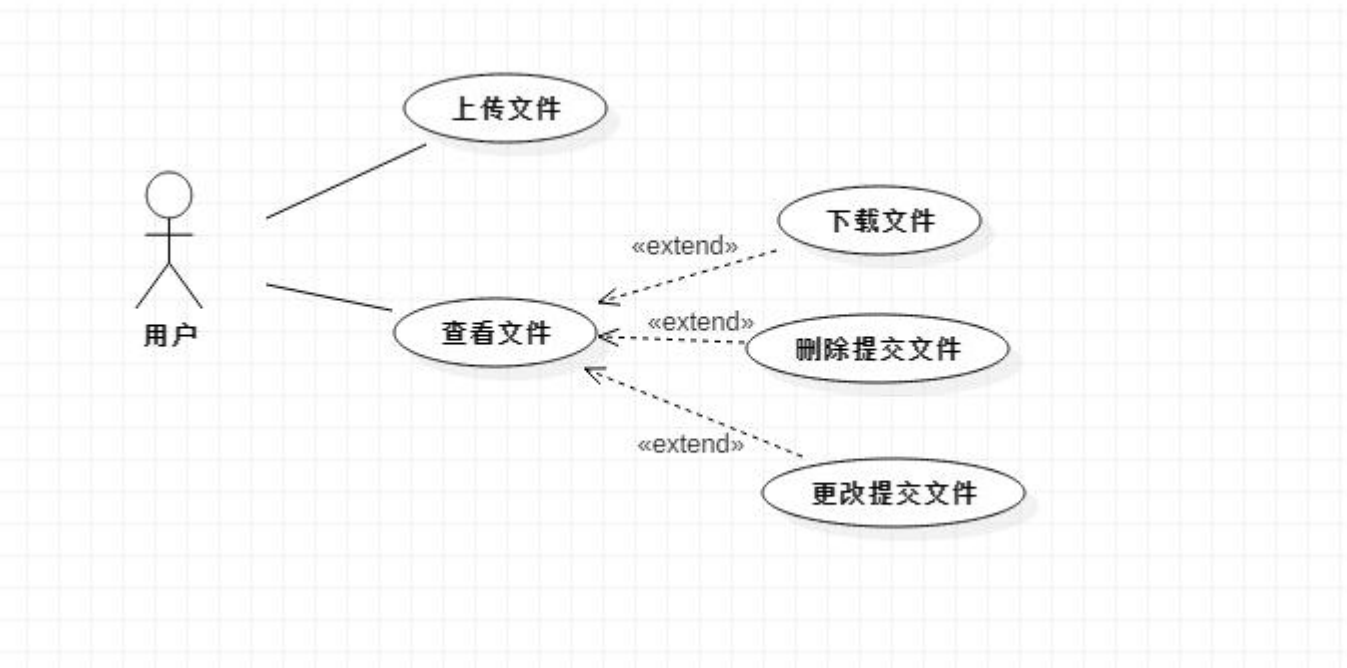 上传文件
下载文件
«extend»
«extend»
用户
查看文件
删除提交文件
«extend»
更改提交文件